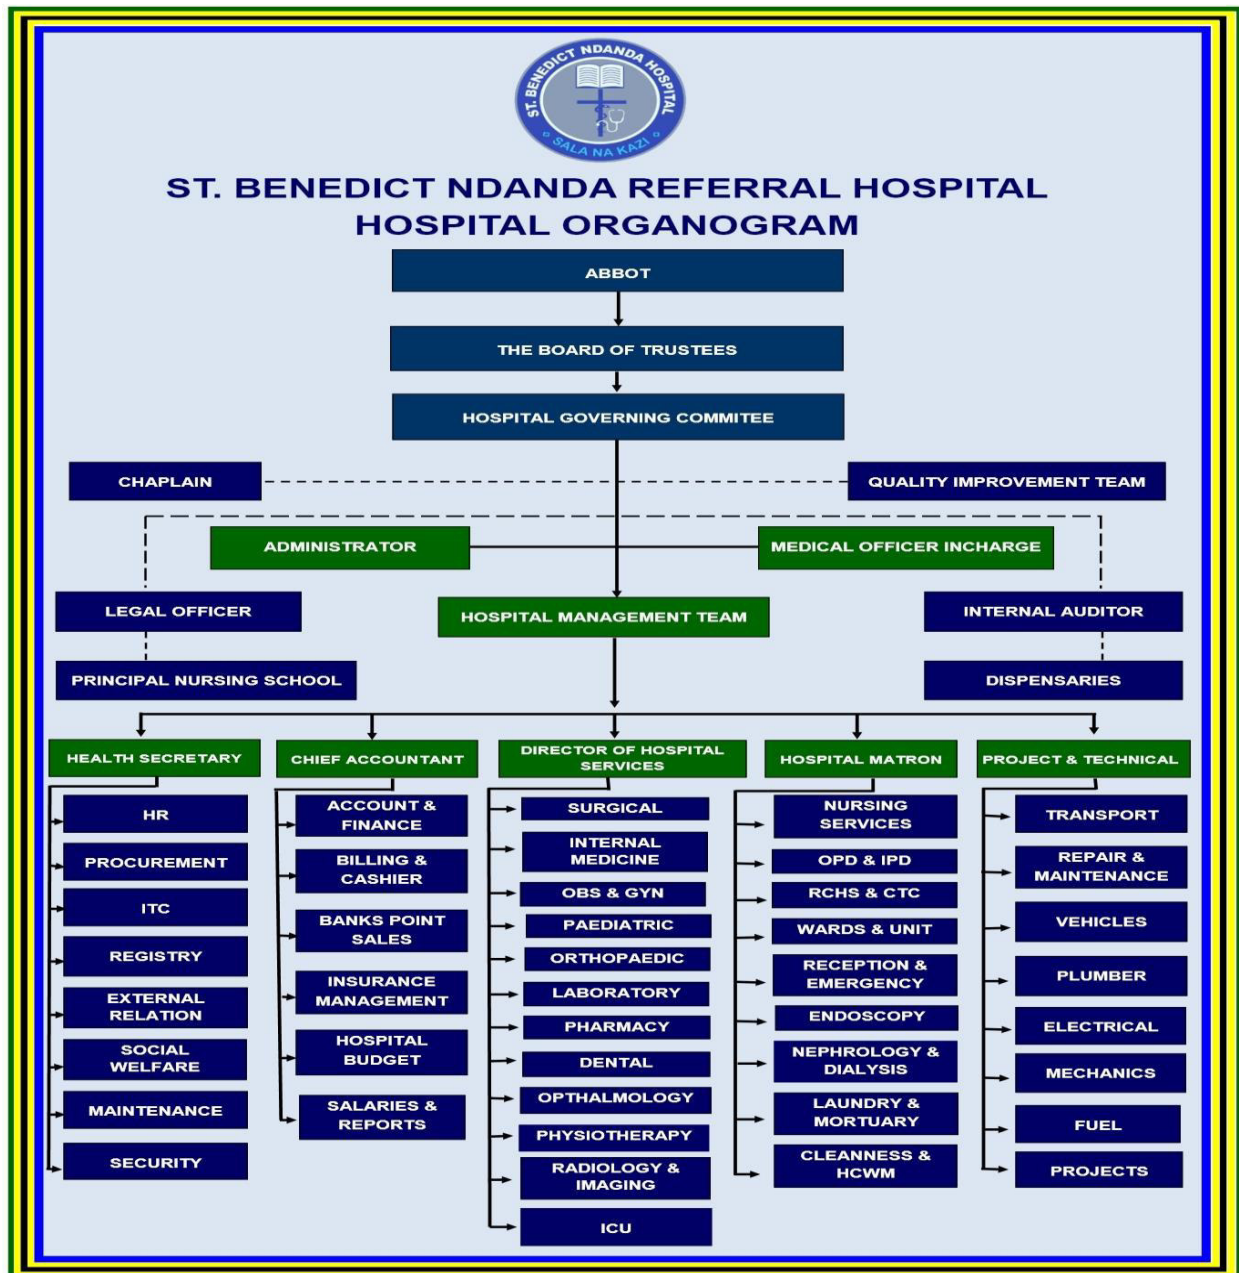 ST. BENEDICT NDANDA HOSPITAL
SALA NA KAZI
ST. BENEDICT NDANDA REFERRAL HOSPITAL
HOSPITAL ORGANOGRAM
ABBOT
THE BOARD OF TRUSTEES
HOSPITAL GOVERNING COMMITEE
CHAPLAIN
QUALITY IMPROVEMENT TEAM
ADMINISTRATOR
MEDICAL OFFICER INCHARGE
LEGAL OFFICER
HOSPITAL MANAGEMENT TEAM
INTERNAL AUDITOR
PRINCIPAL NURSING SCHOOL
DISPENSARIES
HEALTH SECRETARY
HR
PROCUREMENT
ITC
REGISTRY
EXTERNAL
RELATION
SOCIAL
WELFARE
MAINTENANCE
SECURITY
CHIEF ACCOUNTANT
ACCOUNT &
FINANCE
BILLING &
CASHIER
BANKS POINT
SALES
INSURANCE
MANAGEMENT
HOSPITAL
BUDGET
SALARIES &
REPORTS
DIRECTOR OF HOSPITAL
SERVICES
SURGICAL
INTERNAL
MEDICINE
OBS & GYN
PAEDIATRIC
ORTHOPAEDIC
LABORATORY
PHARMACY
DENTAL
OPTHALMOLOGY
PHYSIOTHERAPY
RADIOLOGY &
IMAGING
ICU
HOSPITAL MATRON
NURSING
SERVICES
OPD & IPD
RCHS & CTC
WARDS & UNIT
RECEPTION &
EMERGENCY
ENDOSCOPY
NEPHROLOGY &
DIALYSIS
LAUNDRY &
MORTUARY
CLEANNESS &
HCWM
PROJECT & TECHNICAL
TRANSPORT
REPAIR &
MAINTENANCE
VEHICLES
PLUMBER
ELECTRICAL
MECHANICS
FUEL
PROJECTS